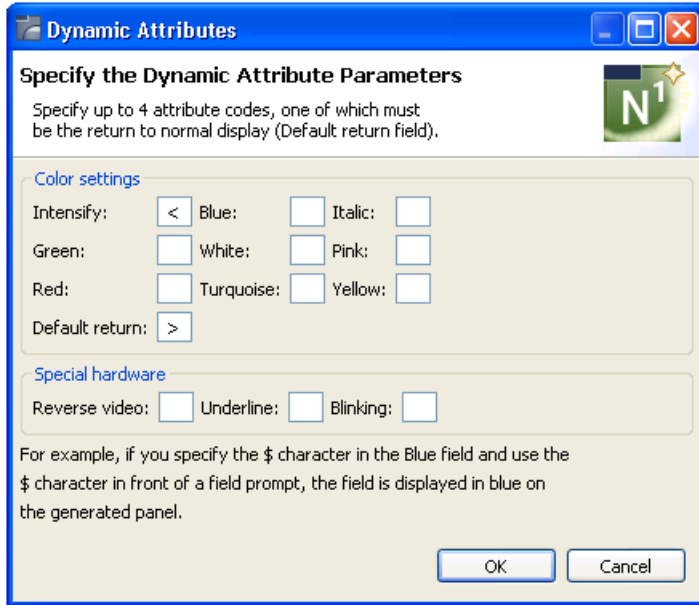 Dynamic Attributes
Specify the Dynamic Attribute Parameters
Specify up to 4 attribute codes, one of which must
be the return to normal display (Default return field).
N1
Color settings
Intensify: < Blue: Italic:
Green: White: Pink:
Red: Turquoise: Yellow:
Default return: >
Special hardware
Reverse video: Underline: Blinking:
For example, if you specify the $ character in the Blue field and use the
$ character in front of a field prompt, the field is displayed in blue on
the generated panel.
OK Cancel